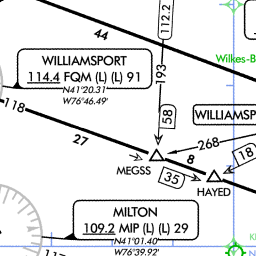 44
112.2
Wilkes-B
WILLIAMSPORT
114.4 FQM (L) (L) 91
N41°20.31'
W76°46.49'
193
118
58
WILLIAMSP
27
268
8
18
MEGSS
35
HAYED
MILTON
109.2 MIP (L) (L) 29
N41°01.40'
W76°39.92'
117